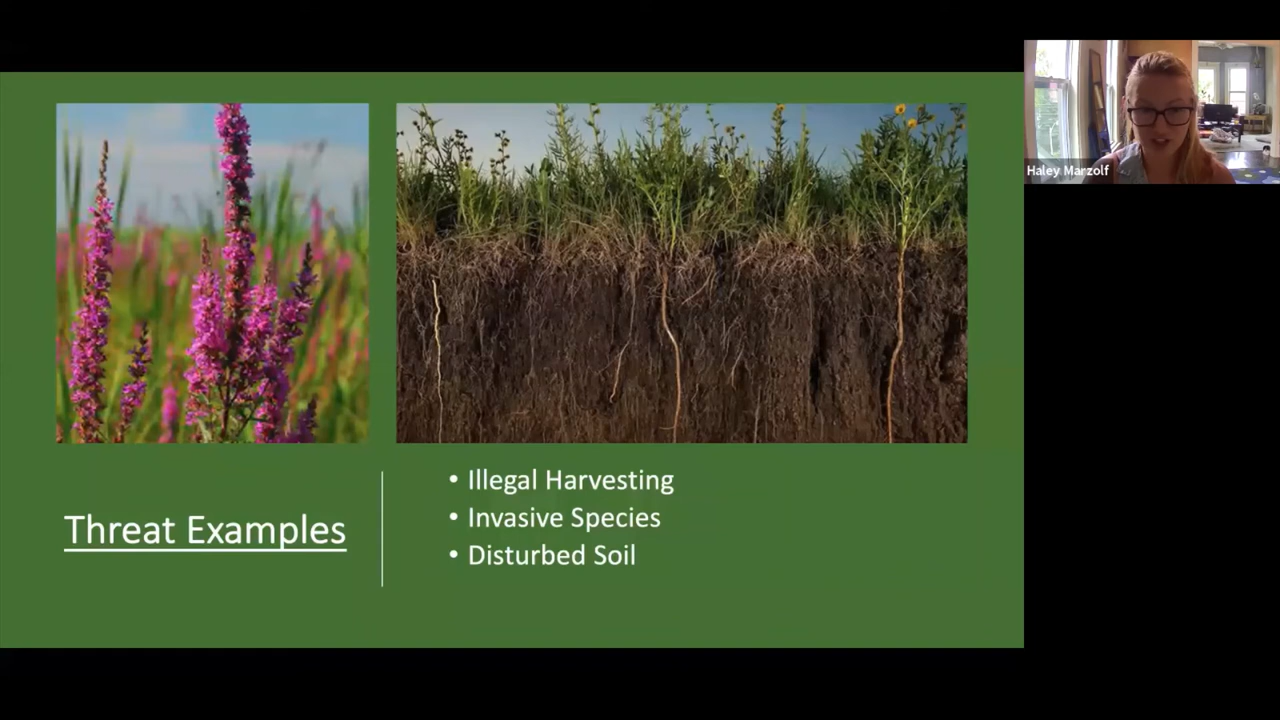 Haley Marzolf
Threat Examples
• Illegal Harvesting
• Invasive Species
• Disturbed Soil